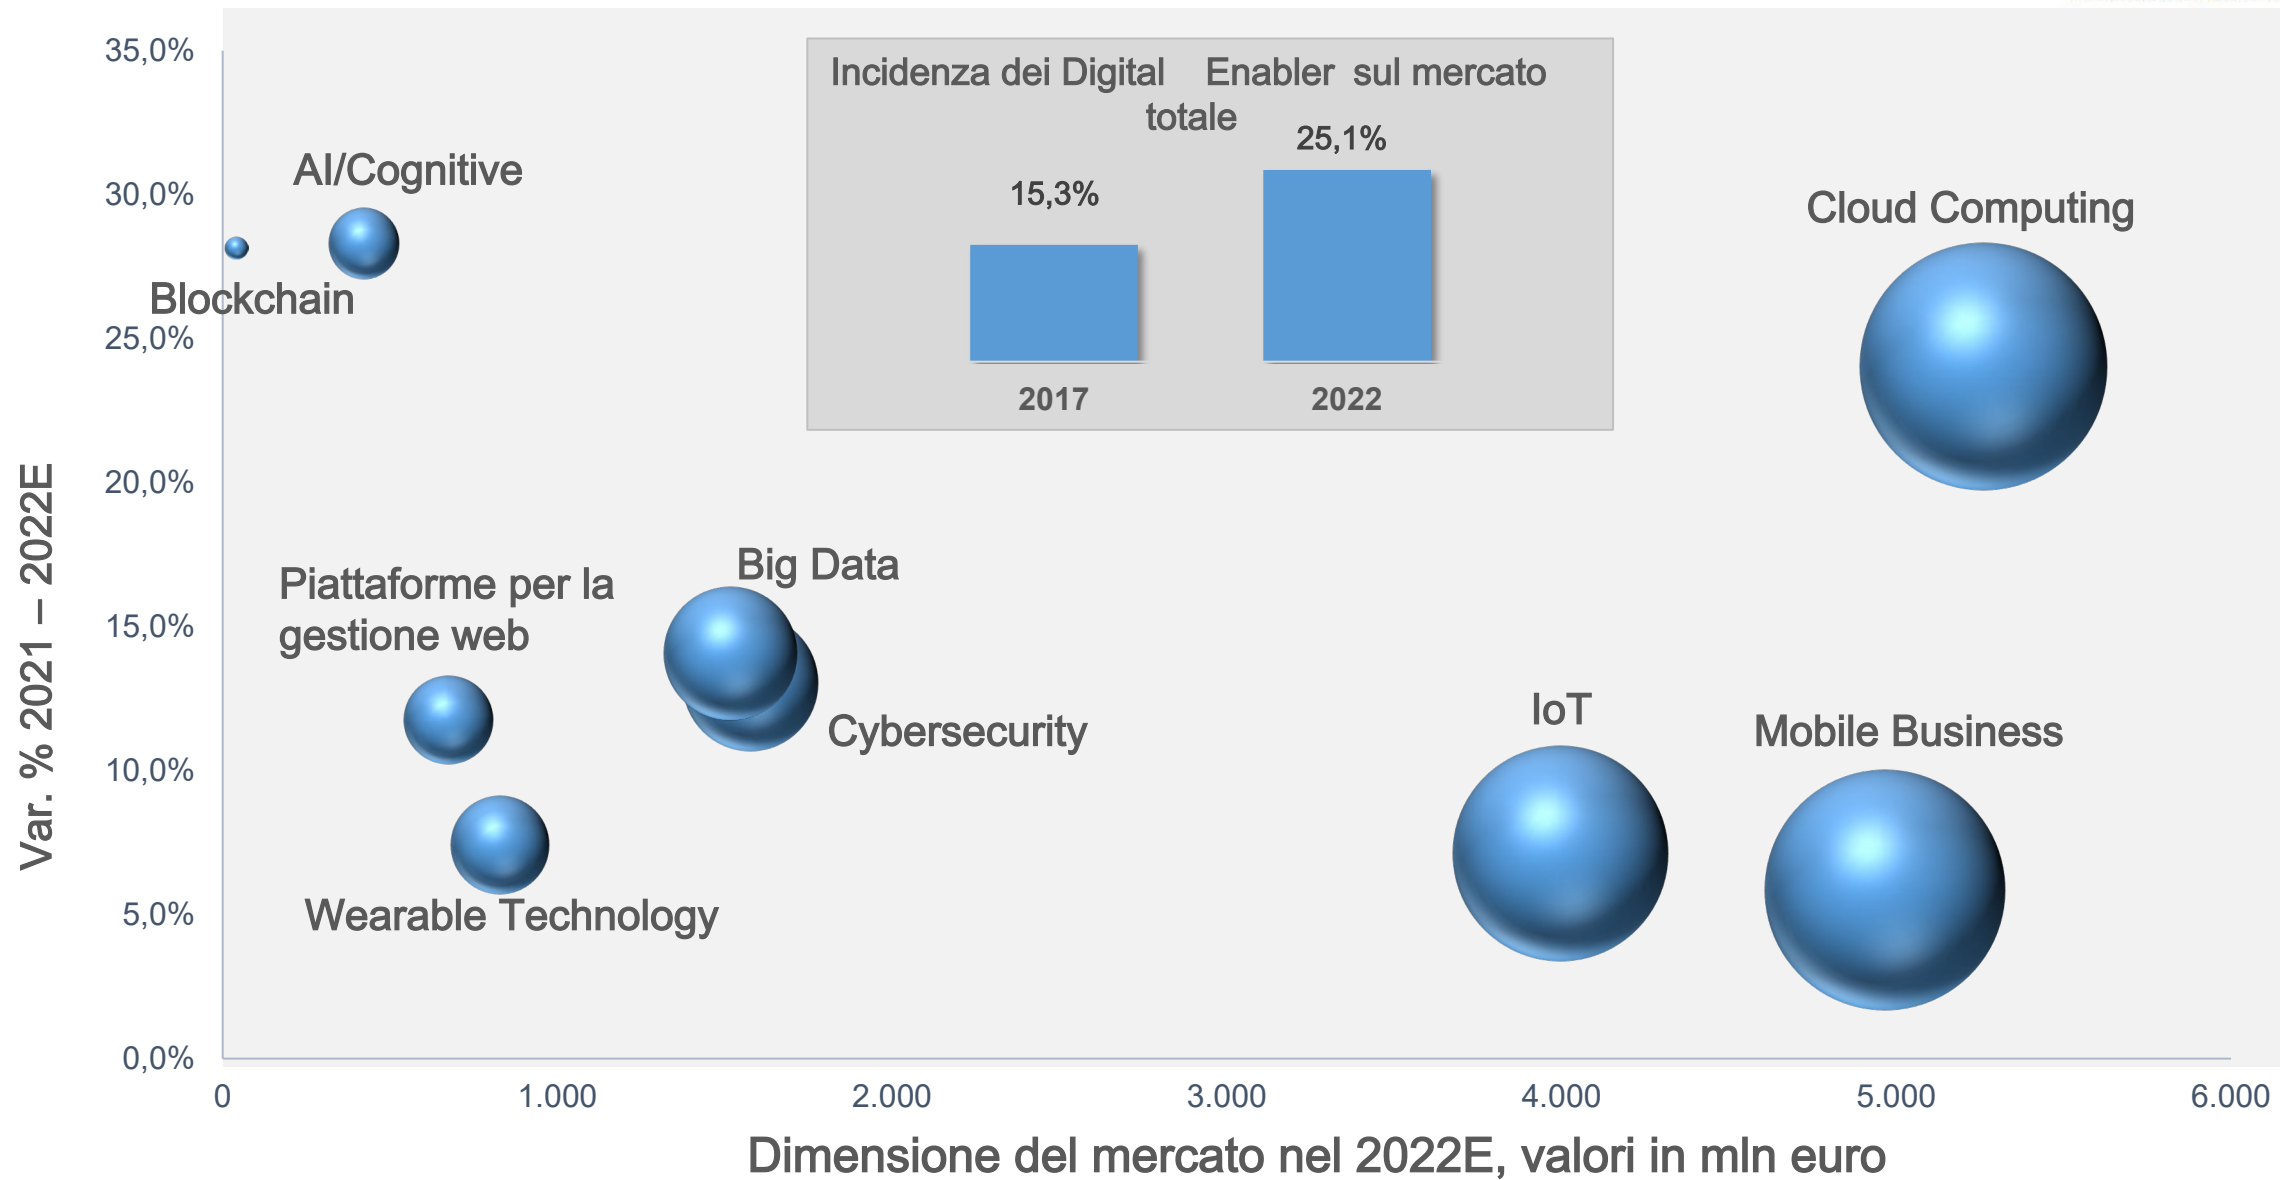 35,0%
30,0%
25,0%
20,0%
15,0%
10,0%
5,0%
0,0%
Var. % 2021 – 2022E
Incidenza dei Digital Enabler sul mercato
totale
15,3%
25,1%
2017
2022
AI/Cognitive
Blockchain
Cloud Computing
Piattaforme per la
gestione web
Big Data
Cybersecurity
Wearable Technology
IoT
Mobile Business
0
1.000
2.000
3.000
4.000
5.000
6.000
Dimensione del mercato nel 2022E, valori in mln euro